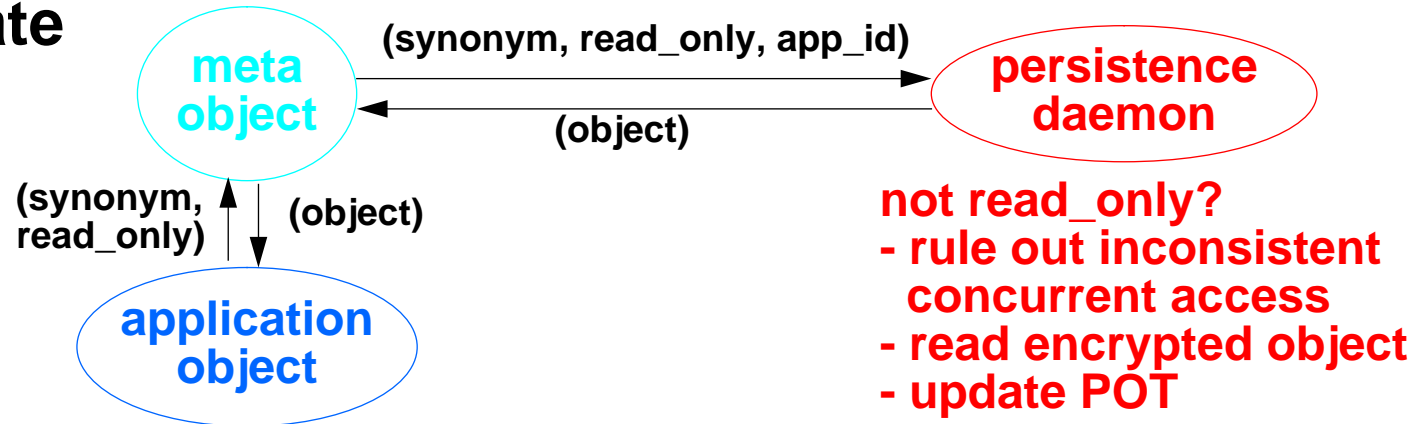 ate
(synonym, read_only, app_id)
meta
object
persistence
daemon
(object)
(synonym,
read_only)
(object)
not read_only?
- rule out inconsistent
concurrent access
- read encrypted object
- update POT
application
object